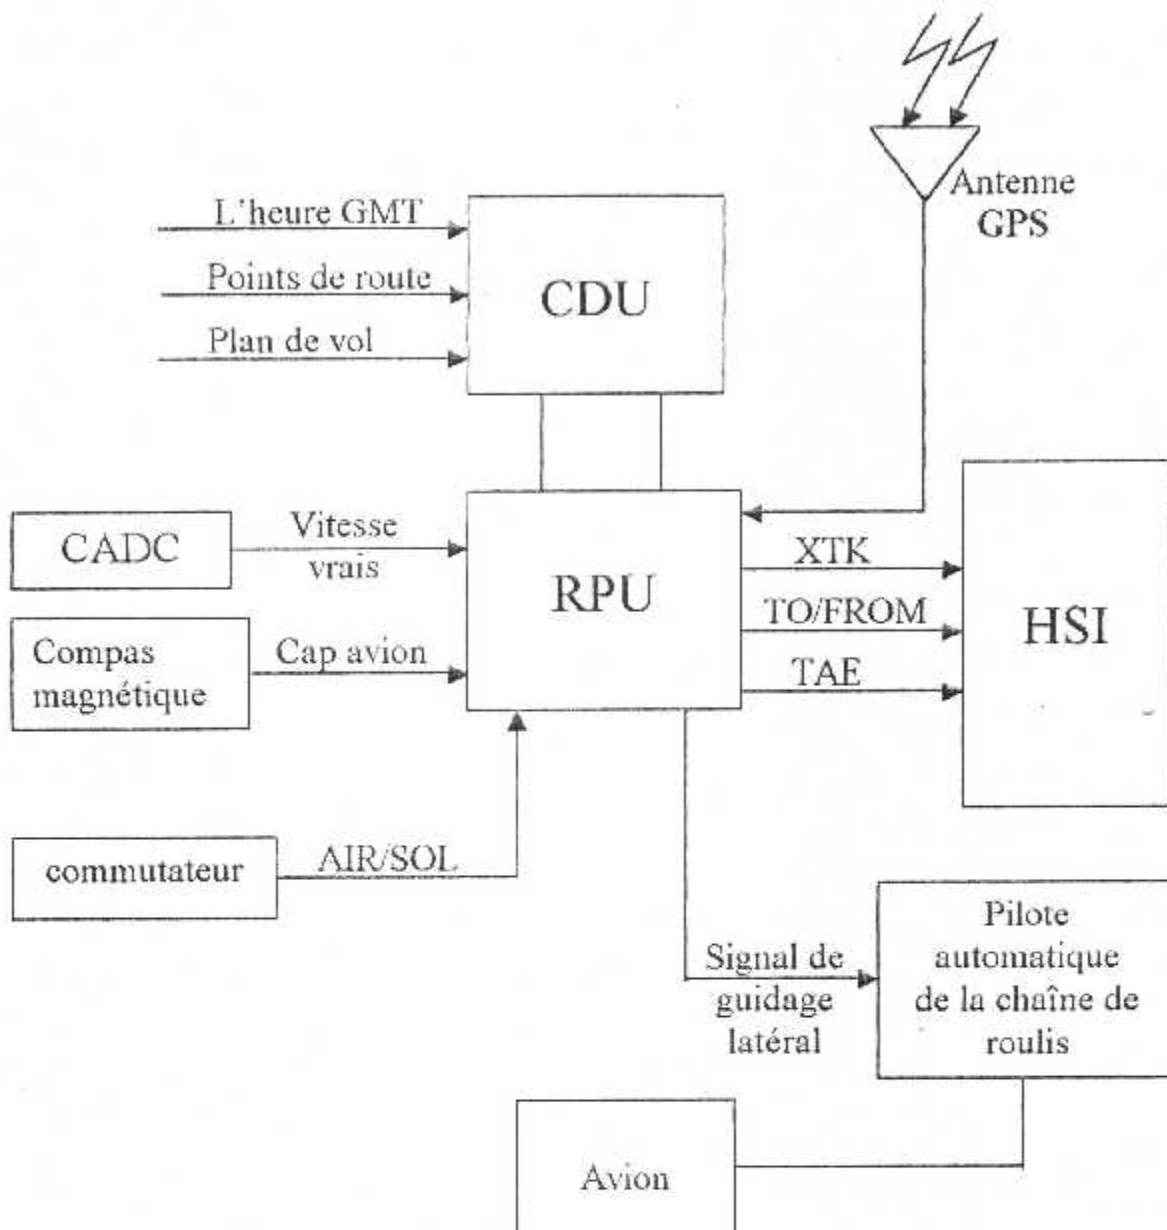 Antenne
GPS
L'heure GMT
Points de route
Plan de vol
CDU
CADC
Vitesse
vrais
RPU
XTK
TO/FROM
TAE
HSI
Compas
magnétique
Cap avion
commutateur
AIR/SOL
Signal de
guidage
latéral
Pilote
automatique
de la chaîne de
roulis
Avion